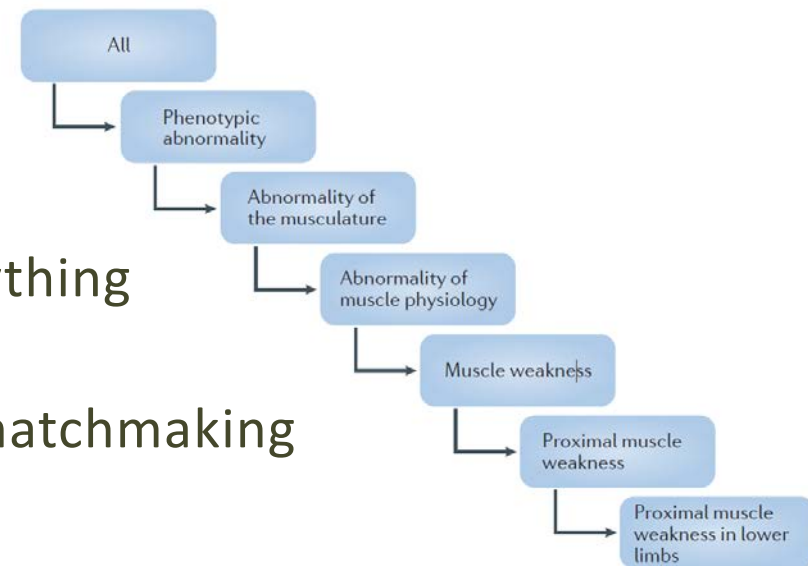 All
Phenotypic
abnormality
Abnormality of
the musculature
Abnormality of
muscle physiology
Muscle weakness
Proximal muscle
weakness
Proximal muscle
weakness in lower
limbs
thing
matchmaking